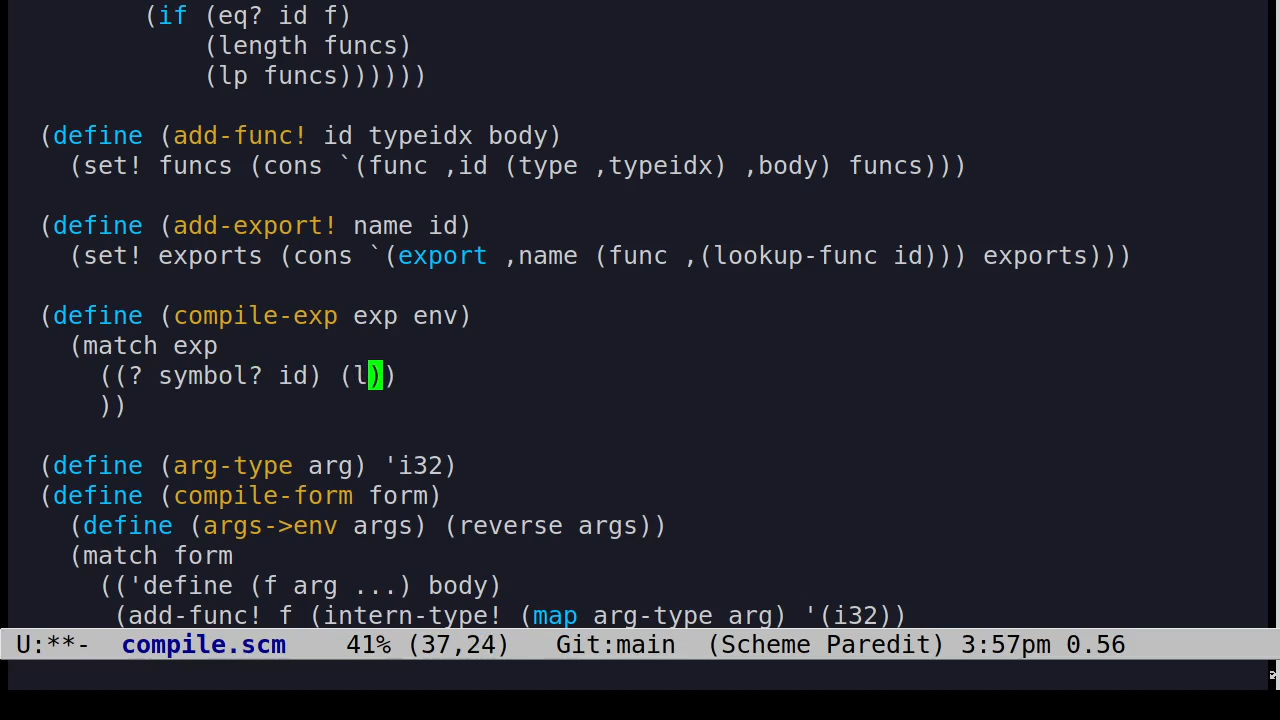 (if (eq? id f)
(length funcs)
(lp funcs))))))
(define (add-func! id typeidx body)
(set! funcs (cons `(func ,id (type ,typeidx) ,body) funcs)))
(define (add-export! name id)
(set! exports (cons `(export ,name (func ,(lookup-func id))) exports)))
(define (compile-exp exp env)
(match exp
((? symbol? id) (l))
))
(define (arg-type arg) 'i32)
(define (compile-form form)
(define (args->env args) (reverse args))
(match form
(('define (f arg ...) body)
(add-func! f (intern-type! (map arg-type arg) '(i32))
U:**-  compile.scm    41% (37,24)   Git:main  (Scheme Paredit) 3:57pm 0.56